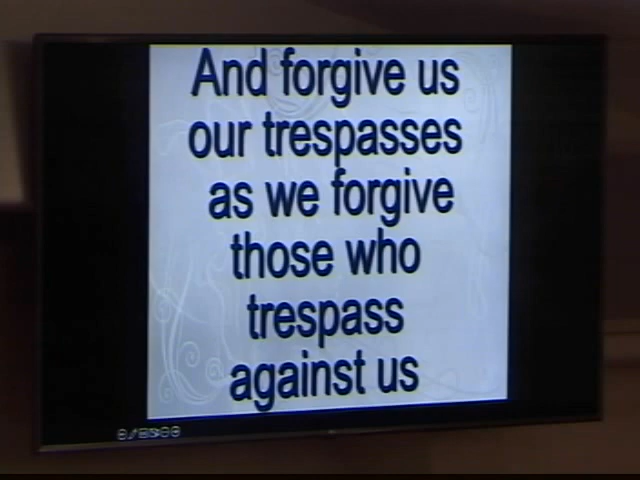 And forgive us
our trespasses
as we forgive
those who
trespass
against us